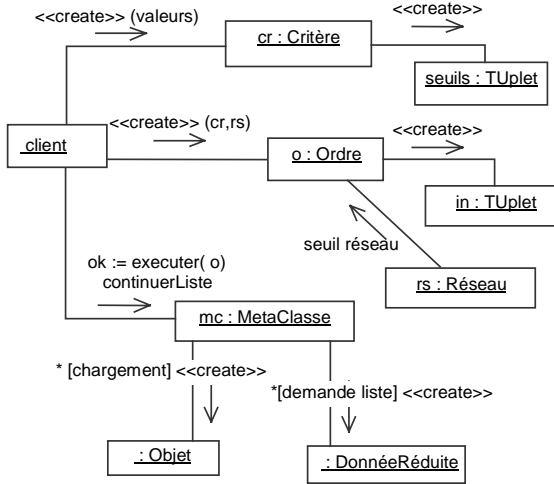 <<create>> (valeurs)
cr : Critère
<<create>>
seuils : TUplet
client
<<create>> (cr,rs)
o : Ordre
<<create>>
in : TUplet
seuil réseau
rs : Réseau
ok := executer( o)
continuerListe
mc : MetaClasse
* [chargement] <<create>>
*[demande liste] <<create>>
: Objet
: DonnéeRéduite